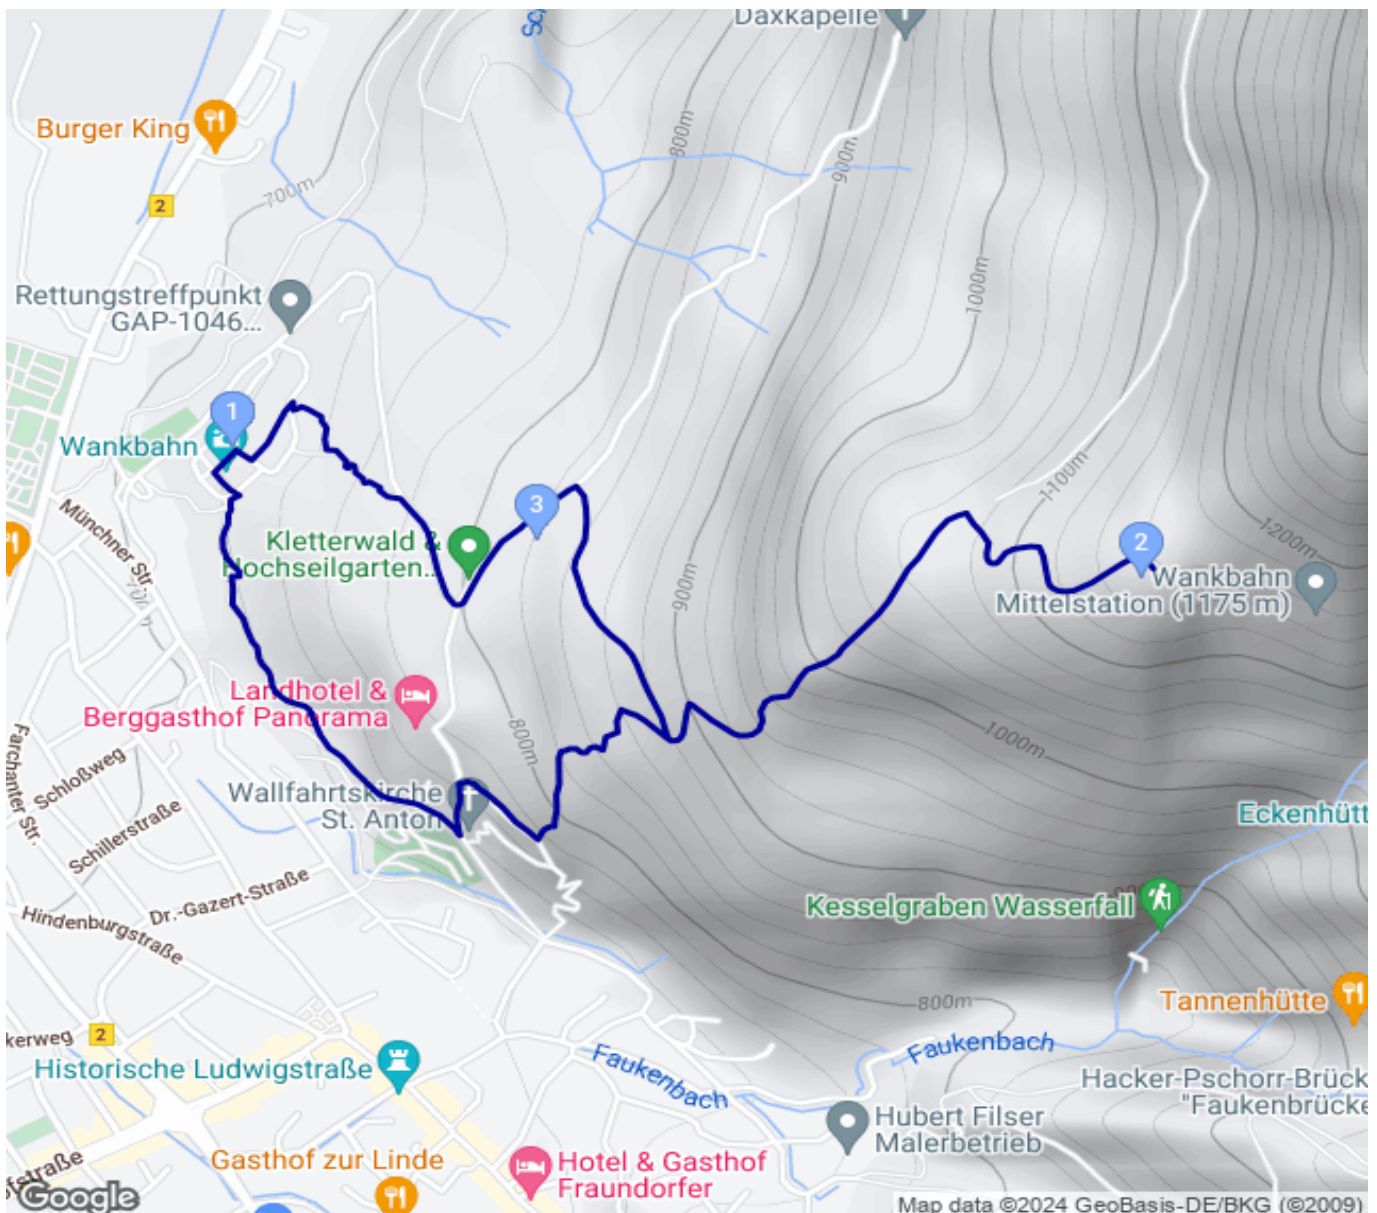 Daxkapelle
Burger King
800m
900m
2
700m
Rettungstreffpunkt
GAP-1046...
1000m
1
Wankbahn
1100m
Münchner Str.
3
Kletterwald &
Hochseilgarten...
1200m
2
Wankbahn
Mittelstation (1175 m)
900m
Landhotel &
Berggasthof Panorama
800m
1000m
Farchanter Str.
Schloßweg
Wallfahrtskirche
St. Anton
Schillerstraße
Eckenhütt
Dr.-Gazert-Straße
Kesselgraben Wasserfall
Hindenburgstraße
800m
Tannenhütte
kerweg
2
Faukenbach
Historische Ludwigstraße
Faukenbach
Hacker-Pschorr-Brück
"Faukenbrücke
Hubert Filser
Malerbetrieb
Gasthof zur Linde
Hotel & Gasthof
Fraundorfer
fstraße
Google
Map data ©2024 GeoBasis-DE/BKG (©2009)